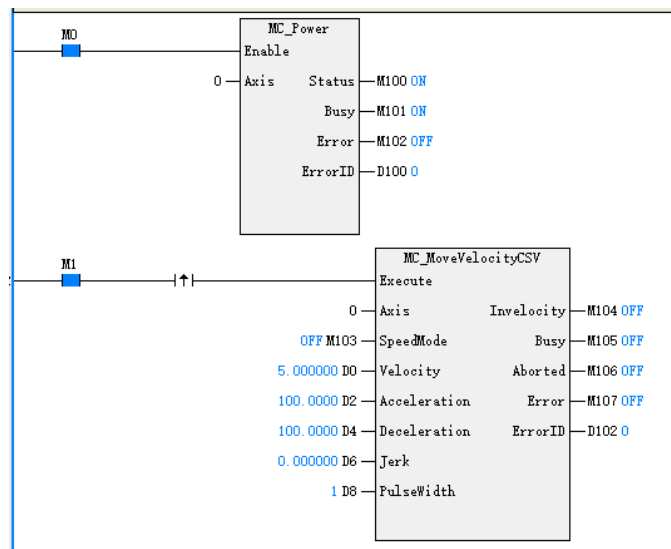 M0
MC_Power
Enable
0 Axis Status M100 ON
Busy M101 ON
Error M102 OFF
ErrorID D100 0
M1
MC_MoveVelocityCSV
Execute
0 Axis Invelocity M104 OFF
OFF M103 SpeedMode Busy M105 OFF
5.000000 D0 Velocity Aborted M106 OFF
100.0000 D2 Acceleration Error M107 OFF
100.0000 D4 Deceleration ErrorID D102 0
0.000000 D6 Jerk
1 D8 PulseWidth